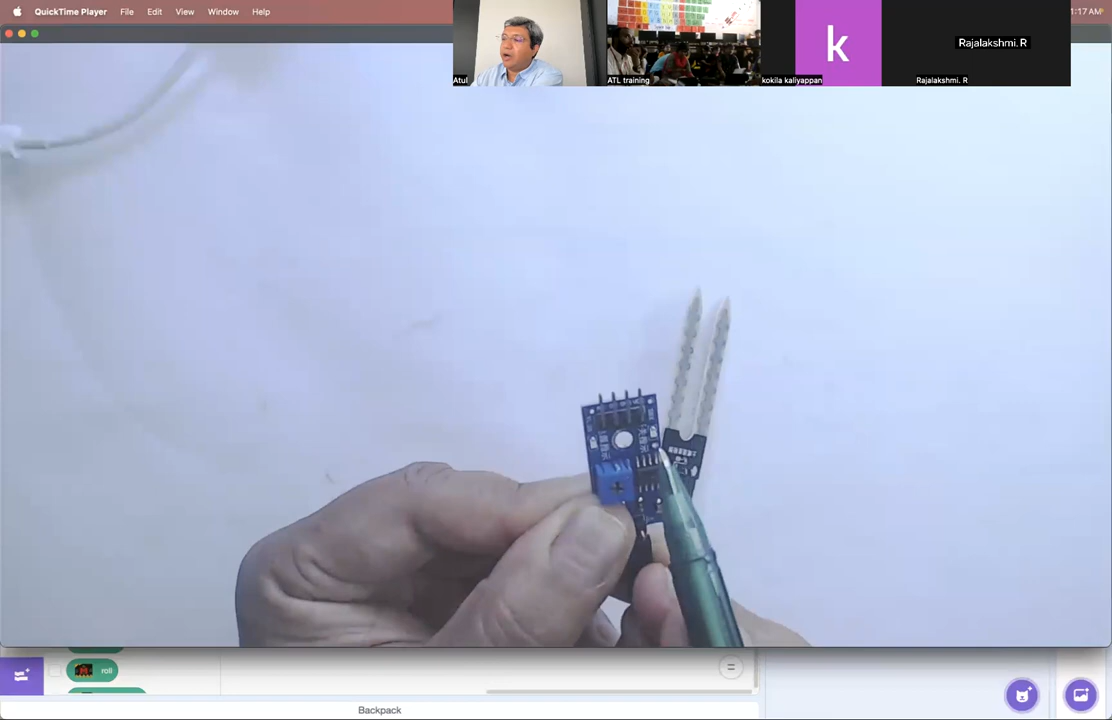 QuickTime Player File Edit View Window Help
1:17 AM
k
Rajalakshmi.R
Atul
ATL training
kokila kaliyappan
Rajalakshmi. R
roll
Backpack